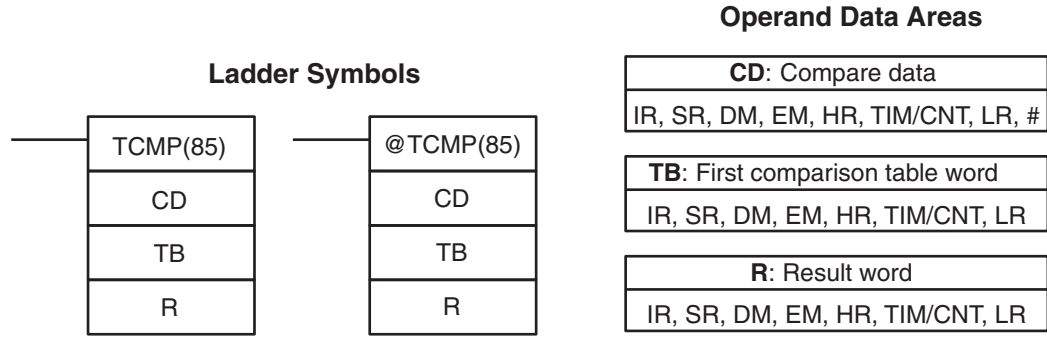 Operand Data Areas
Ladder Symbols
TCMP(85)
CD
TB
R
@TCMP(85)
CD
TB
R
CD: Compare data
IR, SR, DM, EM, HR, TIM/CNT, LR, #
TB: First comparison table word
IR, SR, DM, EM, HR, TIM/CNT, LR
R: Result word
IR, SR, DM, EM, HR, TIM/CNT, LR